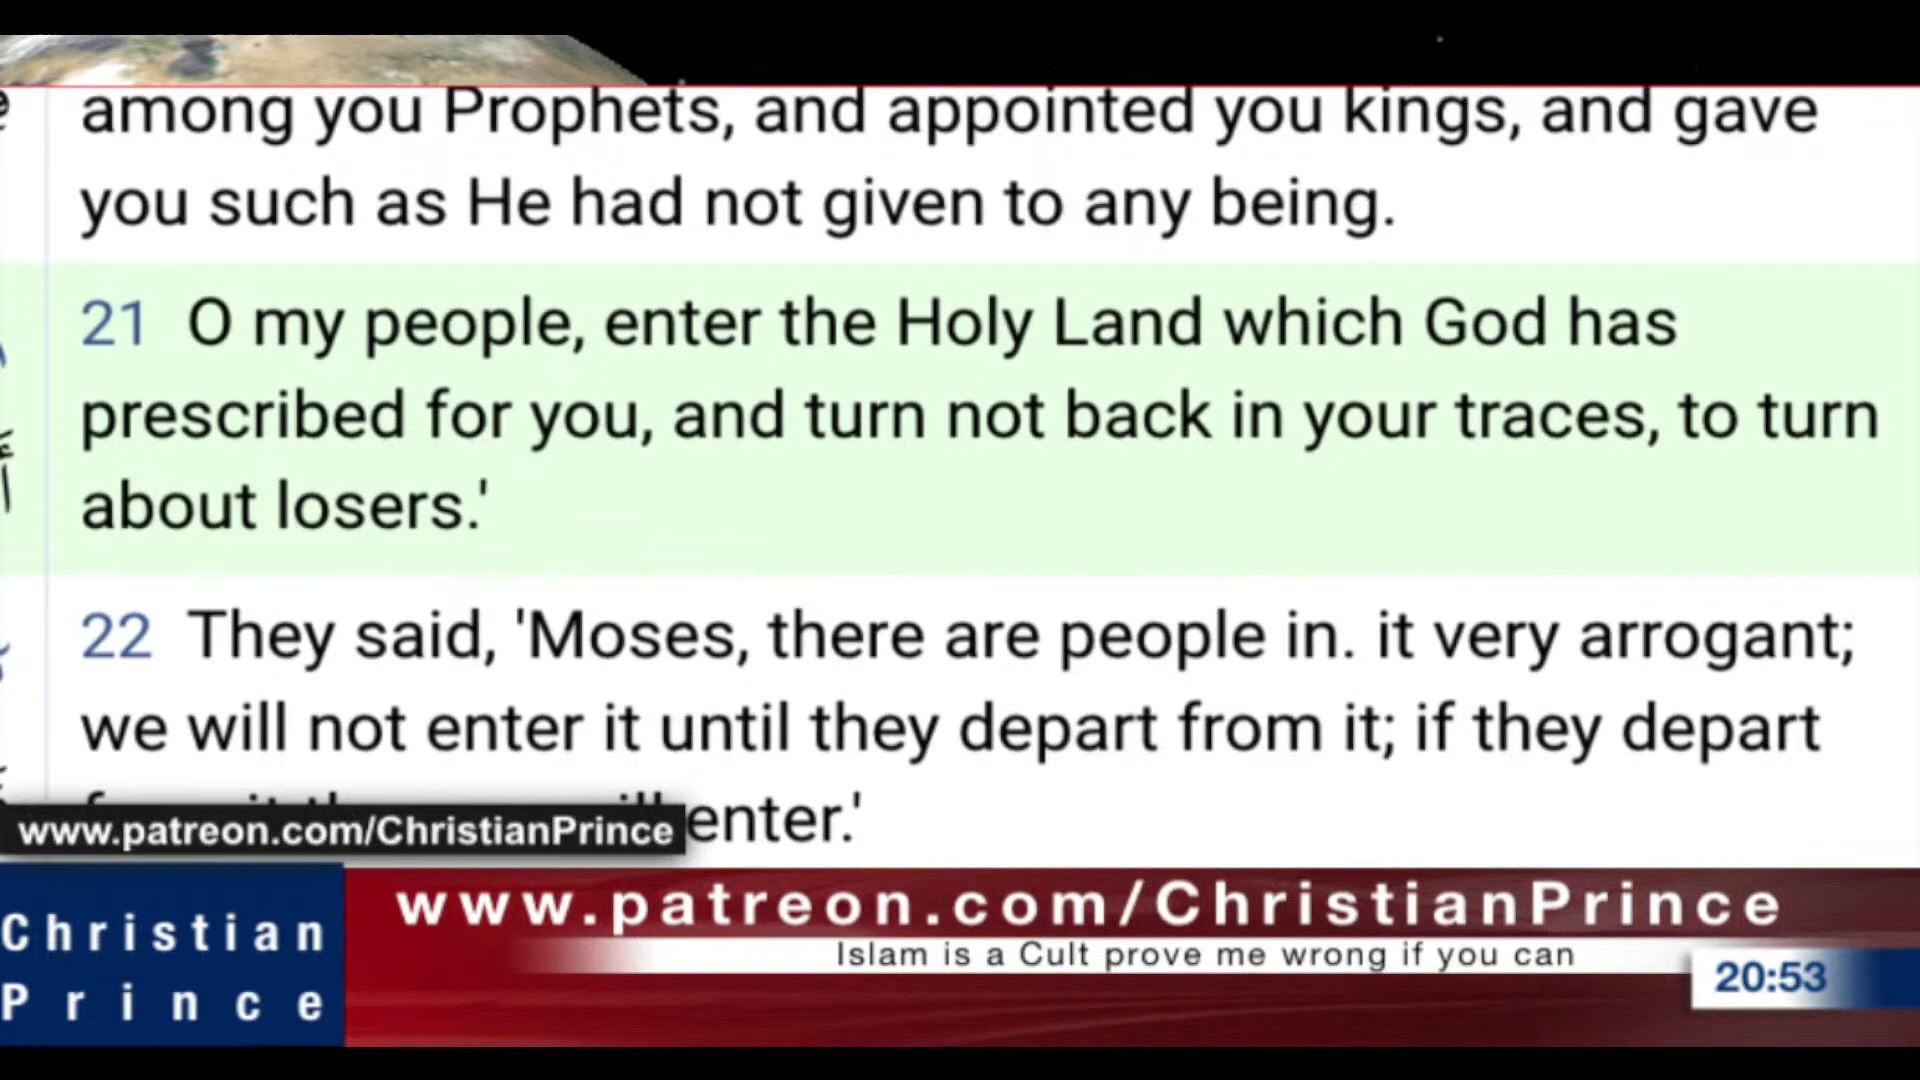 among you Prophets, and appointed you kings, and gave
you such as He had not given to any being.
21 O my people, enter the Holy Land which God has
prescribed for you, and turn not back in your traces, to turn
about losers.'
22 They said, 'Moses, there are people in. it very arrogant;
we will not enter it until they depart from it; if they depart
enter.'
www.patreon.com/ChristianPrince
www.patreon.com/ChristianPrince
Islam is a Cult prove me wrong if you can
Christian
Prince
20:53